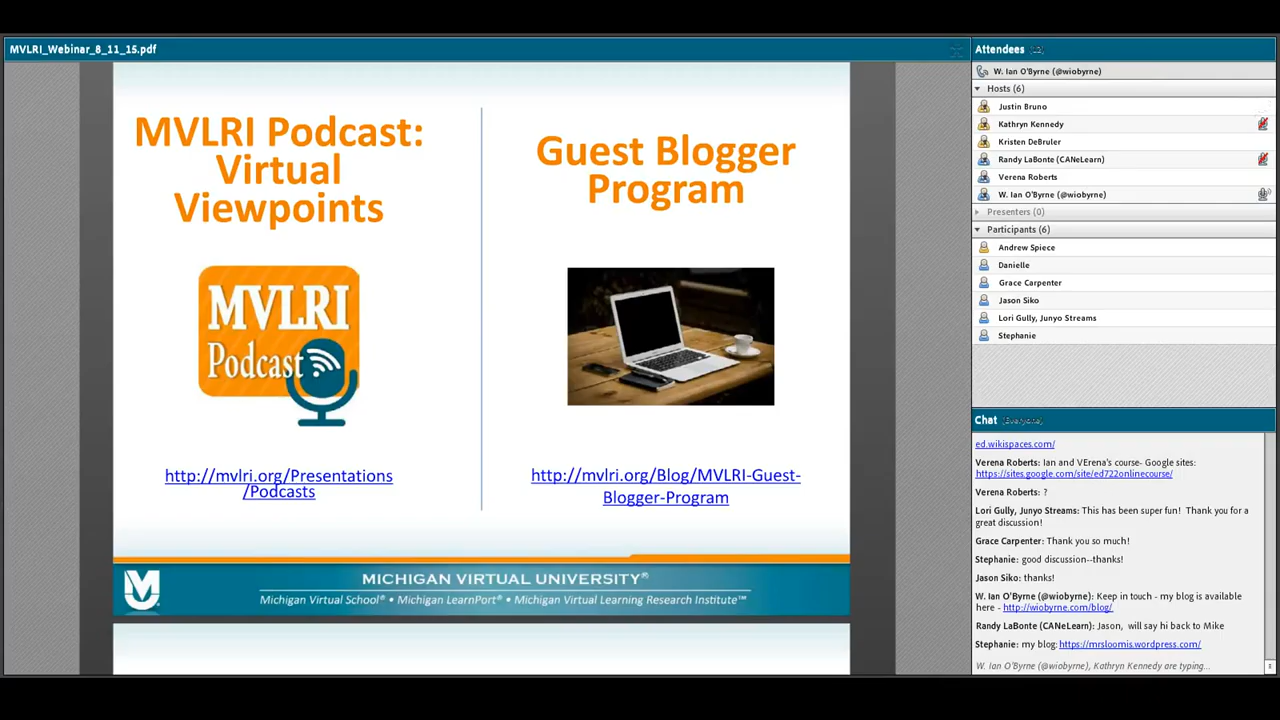 MVLRI_Webinar_8_11_15.pdf
MVLRI Podcast:
Virtual
Viewpoints
MVLRI
Podcast
http://mvlri.org/Presentations
/Podcasts
Guest Blogger
Program
http://mvlri.org/Blog/MVLRI-Guest-
Blogger-Program
MICHIGAN VIRTUAL UNIVERSITY®
Michigan Virtual School® • Michigan LearnPort® • Michigan Virtual Learning Research Institute™
Attendees (12)
W. Ian O'Byrne (@wiobyrne)
Hosts (6)
Justin Bruno
Kathryn Kennedy
Kristen DeBruler
Randy LaBonte (CANeLearn)
Verena Roberts
W. Ian O'Byrne (@wiobyrne)
Presenters (0)
Participants (6)
Andrew Spiece
Danielle
Grace Carpenter
Jason Siko
Lori Gully, Junyo Streams
Stephanie
Chat (Everyone)
ed.wikispaces.com/
Verena Roberts: Ian and VErena's course- Google sites:
https://sites.google.com/site/ed722onlinecourse/
Verena Roberts: ?
Lori Gully, Junyo Streams: This has been super fun! Thank you for a
great discussion!
Grace Carpenter: Thank you so much!
Stephanie: good discussion--thanks!
Jason Siko: thanks!
W. Ian O'Byrne (@wiobyrne): Keep in touch - my blog is available
here - http://wiobyrne.com/blog/
Randy LaBonte (CANeLearn): Jason, will say hi back to Mike
Stephanie: my blog: https://mrsloomis.wordpress.com/
W. Ian O'Byrne (@wiobyrne), Kathryn Kennedy are typing...